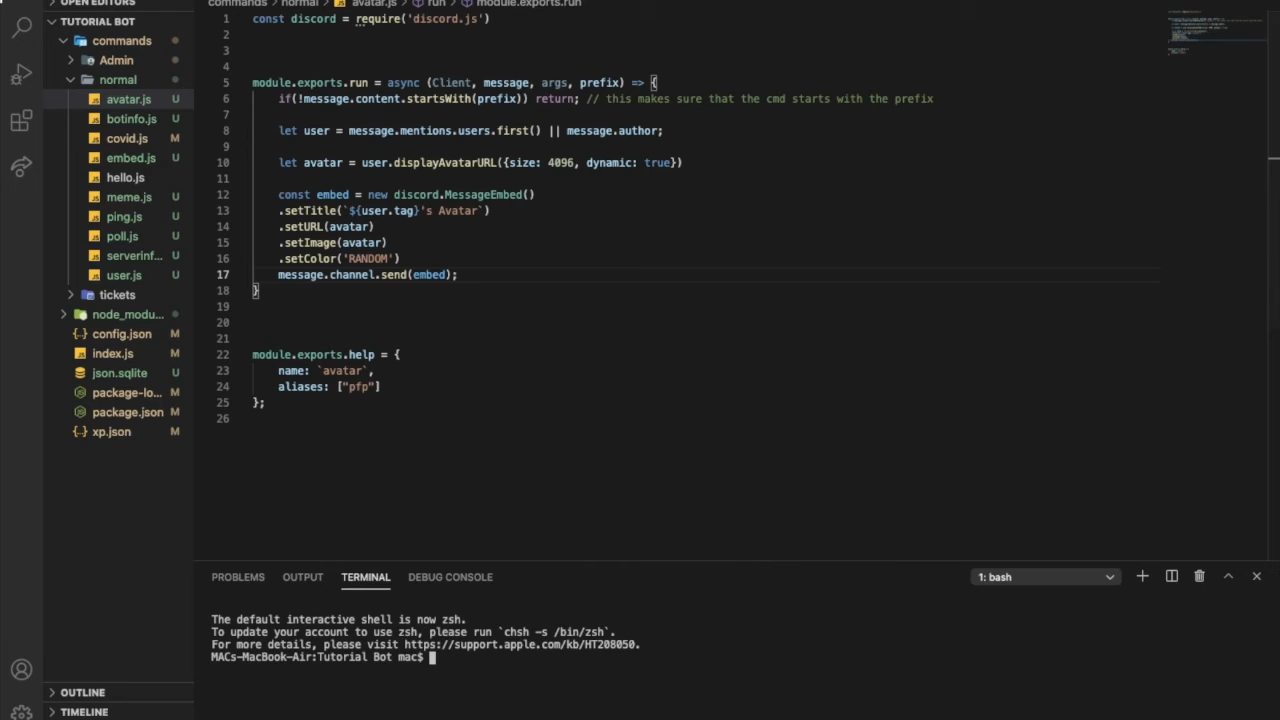 OPEN EDITORS
TUTORIAL BOT
commands
Admin
normal
avatar.js U
botinfo.js U
covid.js M
embed.js U
hello.js
meme.js U
ping.js U
poll.js U
serverinf... U
user.js U
tickets
node_modu...
config.json M
index.js M
json.sqlite U
package-lo... M
package.json M
xp.json M
OUTLINE
TIMELINE
commands › normal › avatar.js › run › module.exports.run
1 const discord = require('discord.js')
2
3
4
5 module.exports.run = async (Client, message, args, prefix) => {
6 if(!message.content.startsWith(prefix)) return; // this makes sure that the cmd starts with the prefix
7
8 let user = message.mentions.users.first() || message.author;
9
10 let avatar = user.displayAvatarURL({size: 4096, dynamic: true})
11
12 const embed = new discord.MessageEmbed()
13 .setTitle(`${user.tag}'s Avatar`)
14 .setURL(avatar)
15 .setImage(avatar)
16 .setColor('RANDOM')
17 message.channel.send(embed);
18 }
19
20
21
22 module.exports.help = {
23 name: `avatar`,
24 aliases: ["pfp"]
25 };
26
PROBLEMS OUTPUT TERMINAL DEBUG CONSOLE 1: bash
The default interactive shell is now zsh.
To update your account to use zsh, please run `chsh -s /bin/zsh`.
For more details, please visit https://support.apple.com/kb/HT208050.
MACs-MacBook-Air:Tutorial Bot mac$